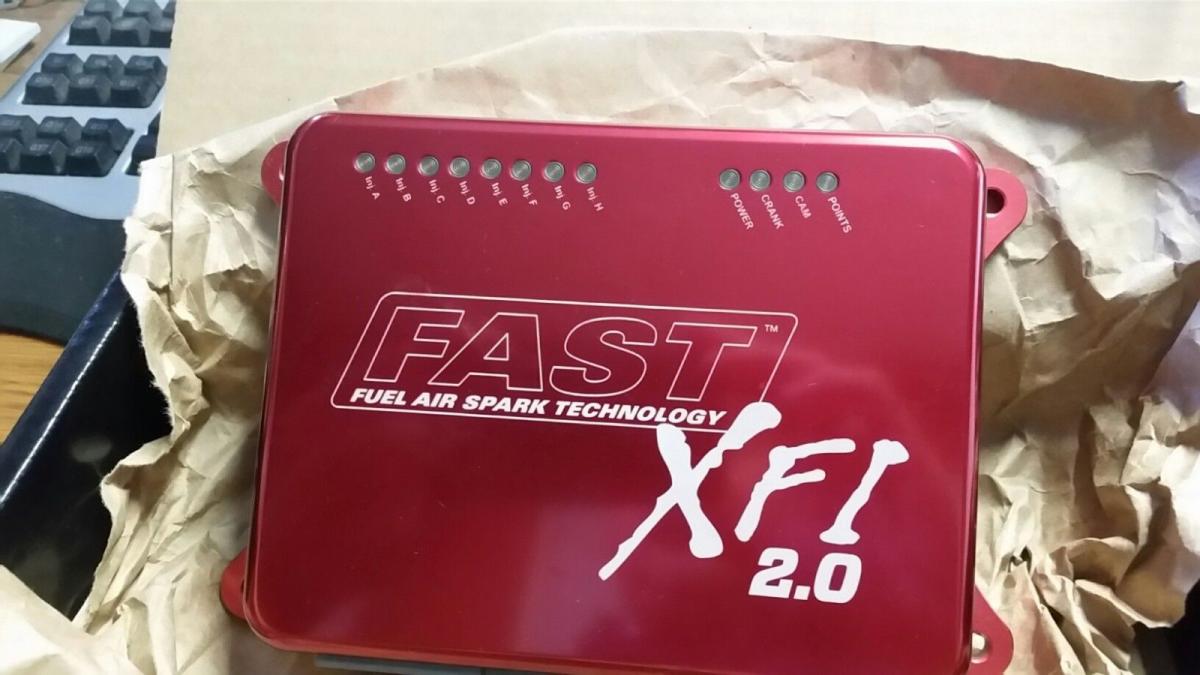 Inj. A Inj. B Inj. C Inj. D Inj. E Inj. F Inj. G Inj. H POWER CRANK CAM POINTS
FAST™
FUEL AIR SPARK TECHNOLOGY
XFI
2.0